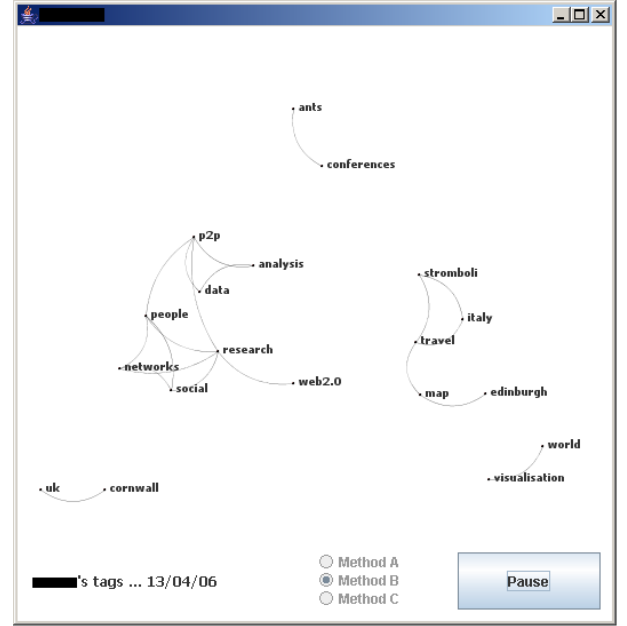 ants
conferences
p2p
analysis
stromboli
data
people
italy
travel
research
networks
web2.0
social
map
edinburgh
world
visualisation
uk
cornwall
Method A
's tags ... 13/04/06
Method B
Pause
Method C